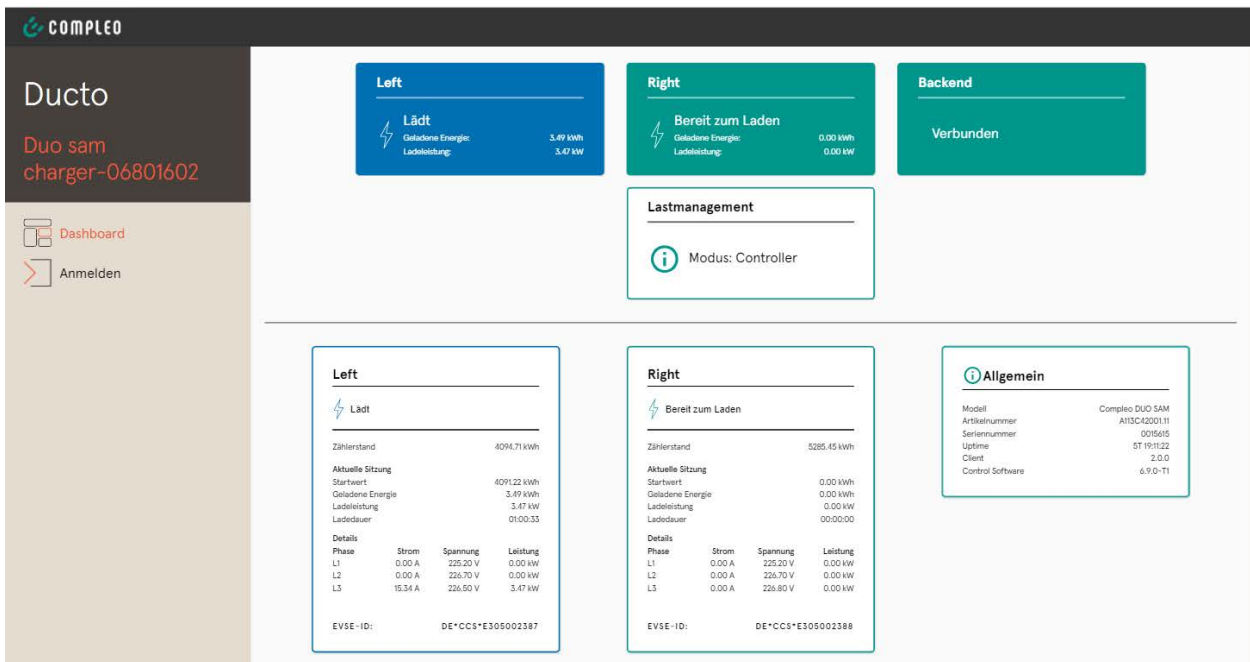 COMPLEO
Ducto
Duo sam
charger-06801602
Dashboard
Anmelden
Left
Lädt
Geladene Energie: 3.49 kWh
Ladeleistung: 3.47 kW
Right
Bereit zum Laden
Geladene Energie: 0.00 kWh
Ladeleistung: 0.00 kW
Backend
Verbunden
Lastmanagement
Modus: Controller
Left
Lädt
Zählerstand 4094.71 kWh
Aktuelle Sitzung
Startwert 4091.22 kWh
Geladene Energie 3.49 kWh
Ladeleistung 3.47 kW
Ladedauer 01:00:33
Details
Phase Strom Spannung Leistung
L1 0.00 A 225.20 V 0.00 kW
L2 0.00 A 226.70 V 0.00 kW
L3 15.34 A 226.50 V 3.47 kW
EVSE-ID: DE*CCS*E305002387
Right
Bereit zum Laden
Zählerstand 5285.45 kWh
Aktuelle Sitzung
Startwert 0.00 kWh
Geladene Energie 0.00 kWh
Ladeleistung 0.00 kW
Ladedauer 00:00:00
Details
Phase Strom Spannung Leistung
L1 0.00 A 225.20 V 0.00 kW
L2 0.00 A 226.70 V 0.00 kW
L3 0.00 A 226.80 V 0.00 kW
EVSE-ID: DE*CCS*E305002388
Allgemein
Modell Compleo DUO SAM
Artikelnummer A113C42001.11
Seriennummer 0015615
Uptime 5T 19:11:22
Client 2.0.0
Control Software 6.9.0-T1